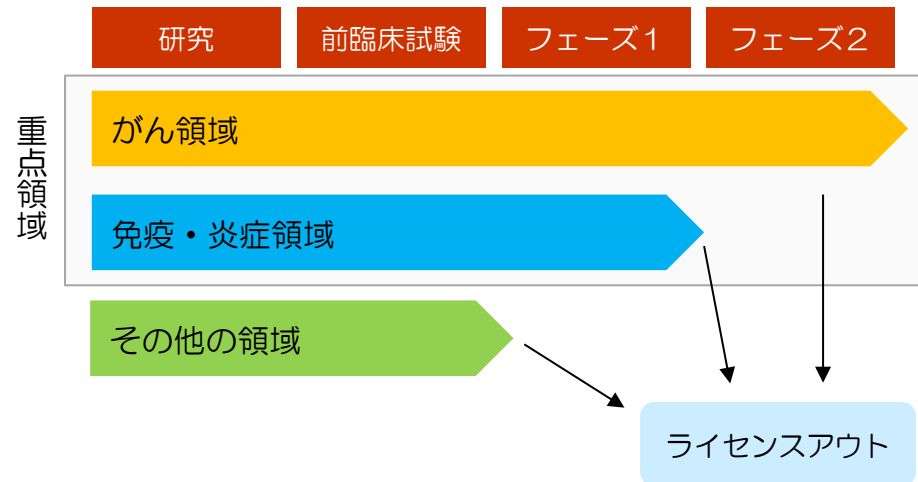 研究
前臨床試験
フェーズ１
フェーズ２
重点領域
がん領域
免疫・炎症領域
その他の領域
ライセンスアウト